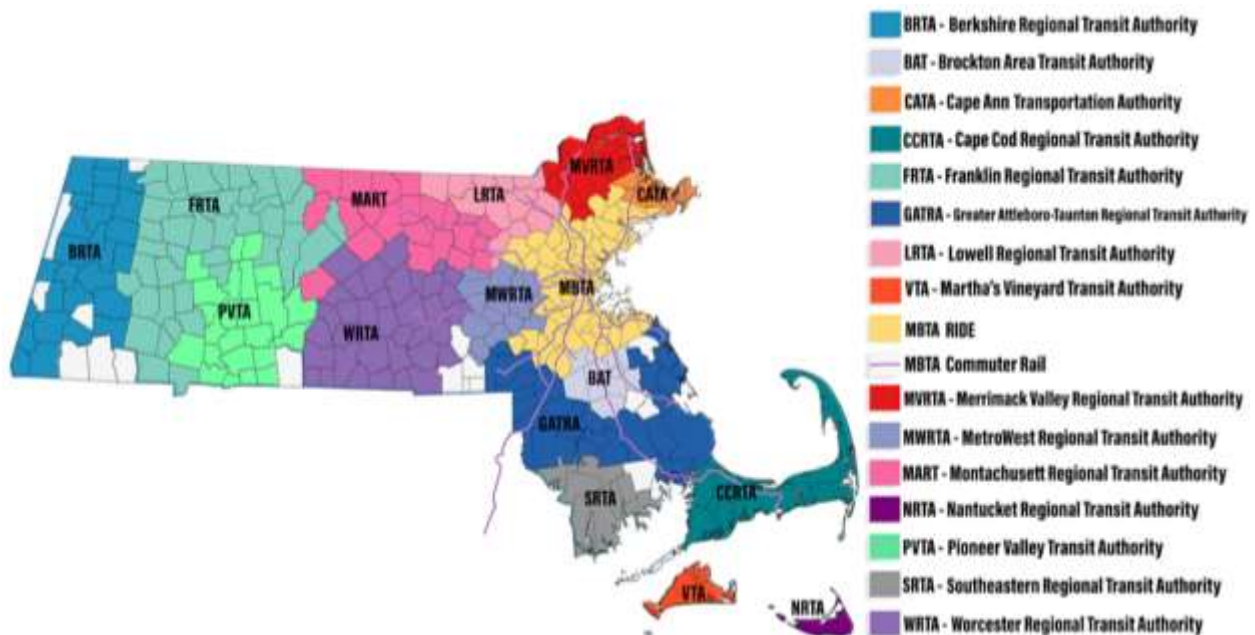 BRTA - Berkshire Regional Transit Authority
BAT - Brockton Area Transit Authority
CATA - Cape Ann Transportation Authority
CCRTA - Cape Cod Regional Transit Authority
FRTA - Franklin Regional Transit Authority
GATRA - Greater Attleboro-Taunton Regional Transit Authority
LRTA - Lowell Regional Transit Authority
VTA - Martha's Vineyard Transit Authority
MBTA RIDE
MBTA Commuter Rail
MVRTA - Merrimack Valley Regional Transit Authority
MWRTA - MetroWest Regional Transit Authority
MART - Montachusett Regional Transit Authority
NRTA - Nantucket Regional Transit Authority
PVTA - Pioneer Valley Transit Authority
SRTA - Southeastern Regional Transit Authority
WRTA - Worcester Regional Transit Authority
MVRTA
CATA
LRTA
MART
FRTA
BRTA
MBTA
MWRTA
PVTA
WRTA
BAT
GATRA
SRTA
CCRTA
VTA
NRTA